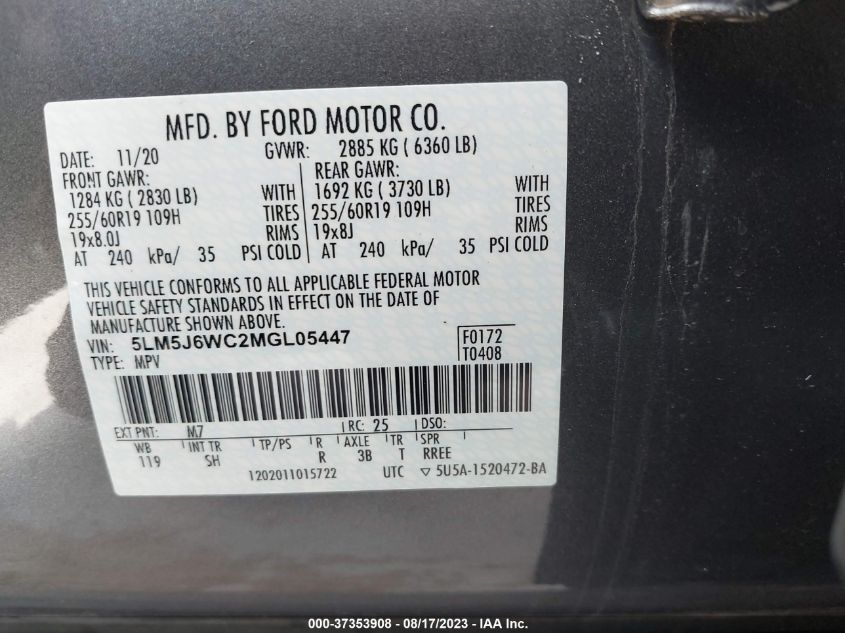 MFD. BY FORD MOTOR CO.
DATE: 11/20 GVWR: 2885 KG ( 6360 LB)
FRONT GAWR: REAR GAWR:
1284 KG ( 2830 LB) WITH 1692 KG ( 3730 LB) WITH
255/60R19 109H TIRES 255/60R19 109H TIRES
19x8.0J RIMS 19x8J RIMS
AT 240 kPa/ 35 PSI COLD AT 240 kPa/ 35 PSI COLD
THIS VEHICLE CONFORMS TO ALL APPLICABLE FEDERAL MOTOR
VEHICLE SAFETY STANDARDS IN EFFECT ON THE DATE OF
MANUFACTURE SHOWN ABOVE.
VIN: 5LM5J6WC2MGL05447 F0172
TYPE: MPV T0408
EXT PNT: M7 RC: 25 DSO:
WB INT TR TP/PS R AXLE TR SPR
119 SH R 3B T RREE
1202011015722 UTC ▽ 5U5A-1520472-BA
000-37353908 - 08/17/2023 - IAA Inc.